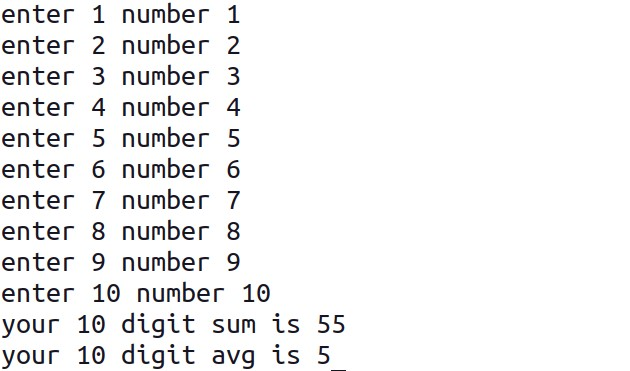 enter 1 number 1
enter 2 number 2
enter 3 number 3
enter 4 number 4
enter 5 number 5
enter 6 number 6
enter 7 number 7
enter 8 number 8
enter 9 number 9
enter 10 number 10
your 10 digit sum is 55
your 10 digit avg is 5_